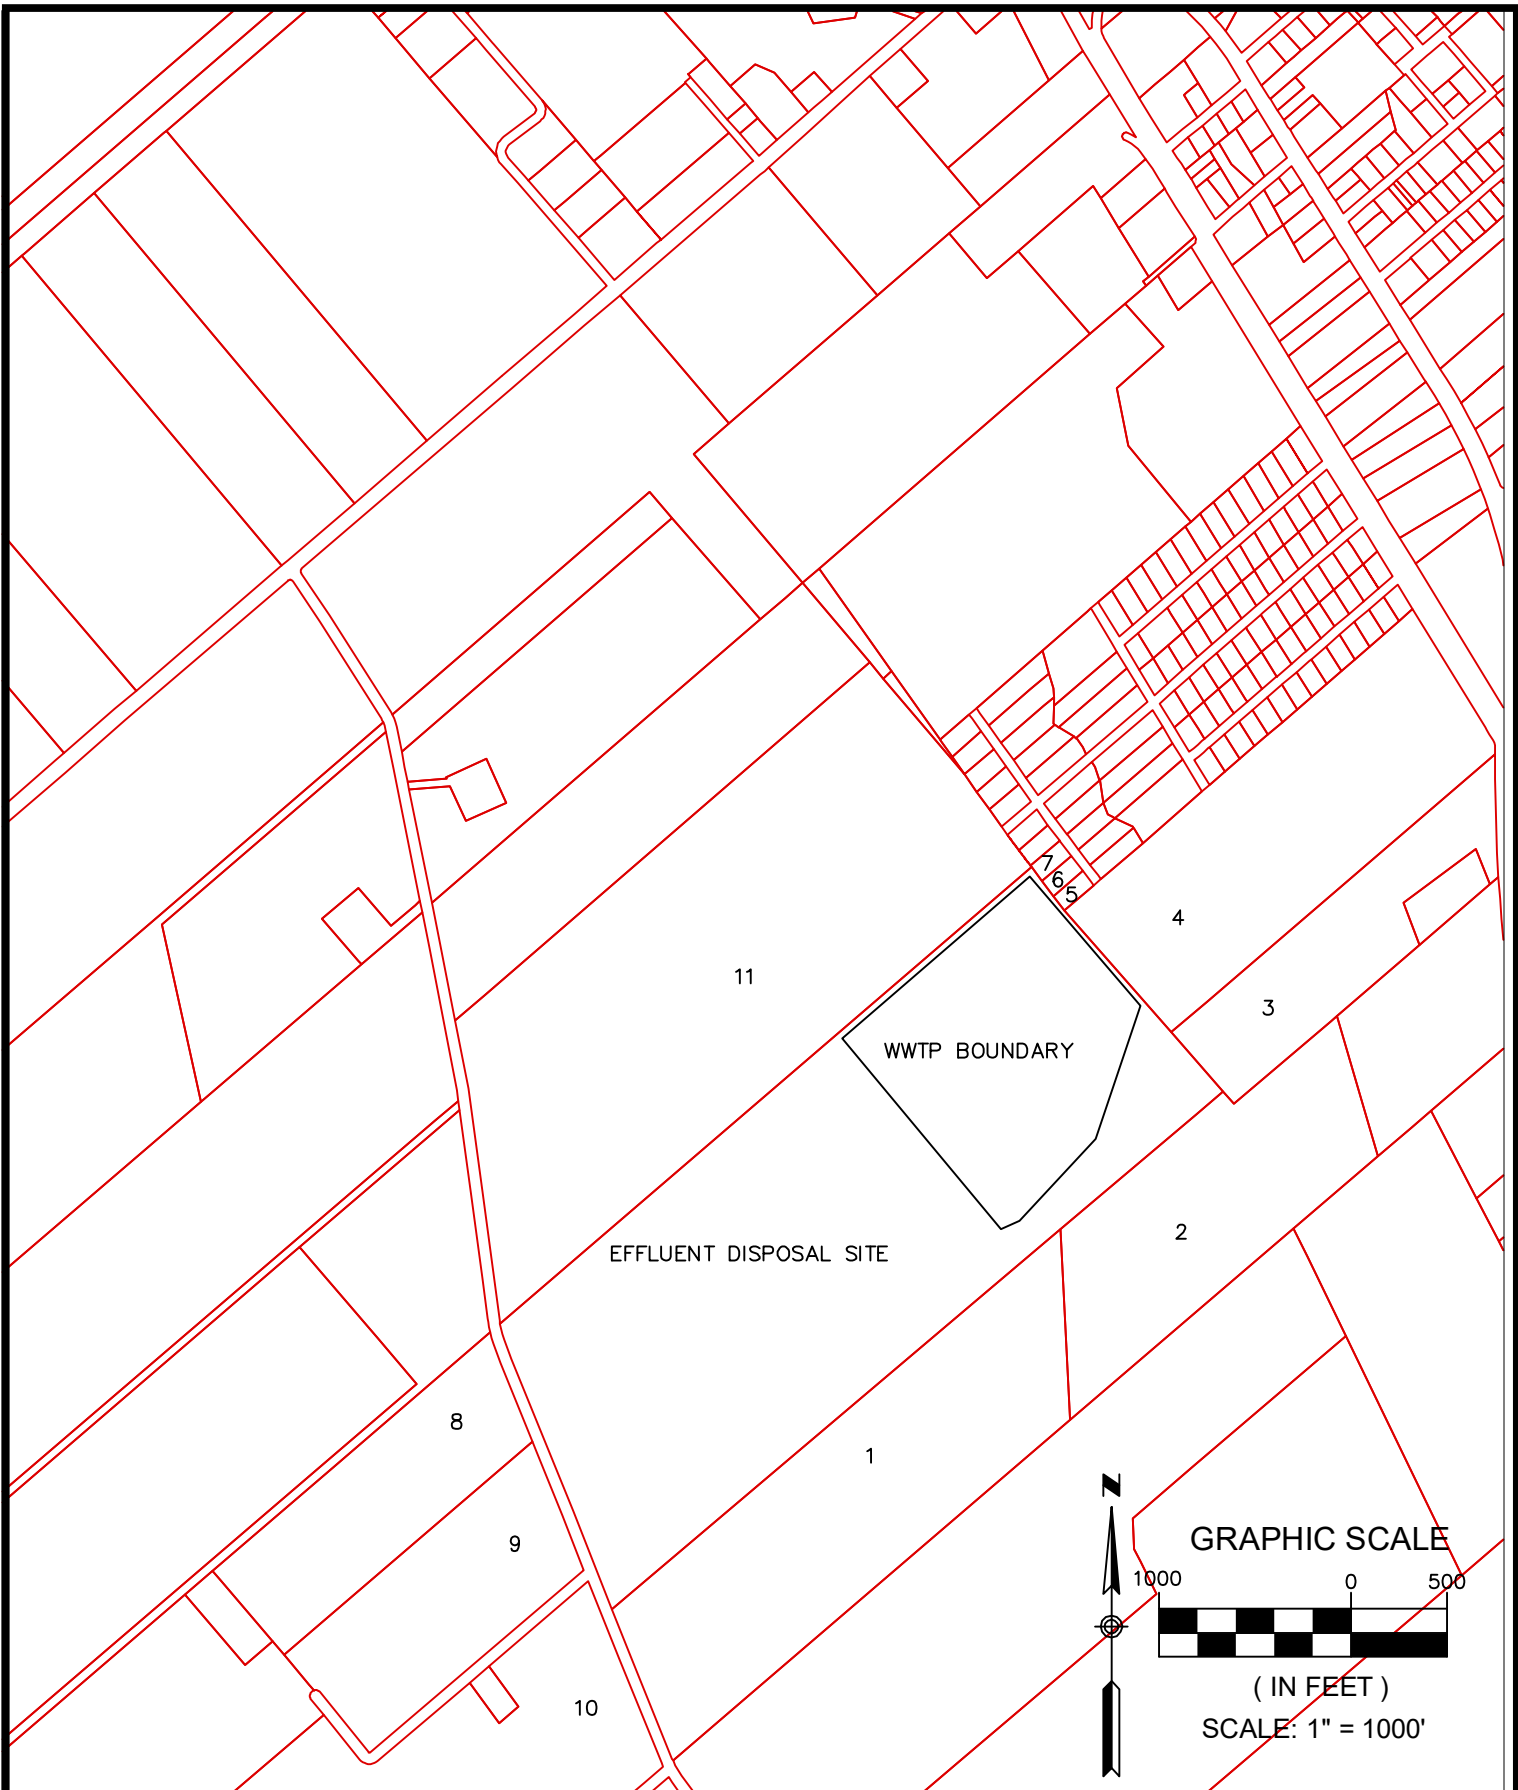 7
6
5
4
11
3
WWTP BOUNDARY
2
EFFLUENT DISPOSAL SITE
8
1
N
9
GRAPHIC SCALE
1000 0 500
( IN FEET )
10
SCALE: 1" = 1000'